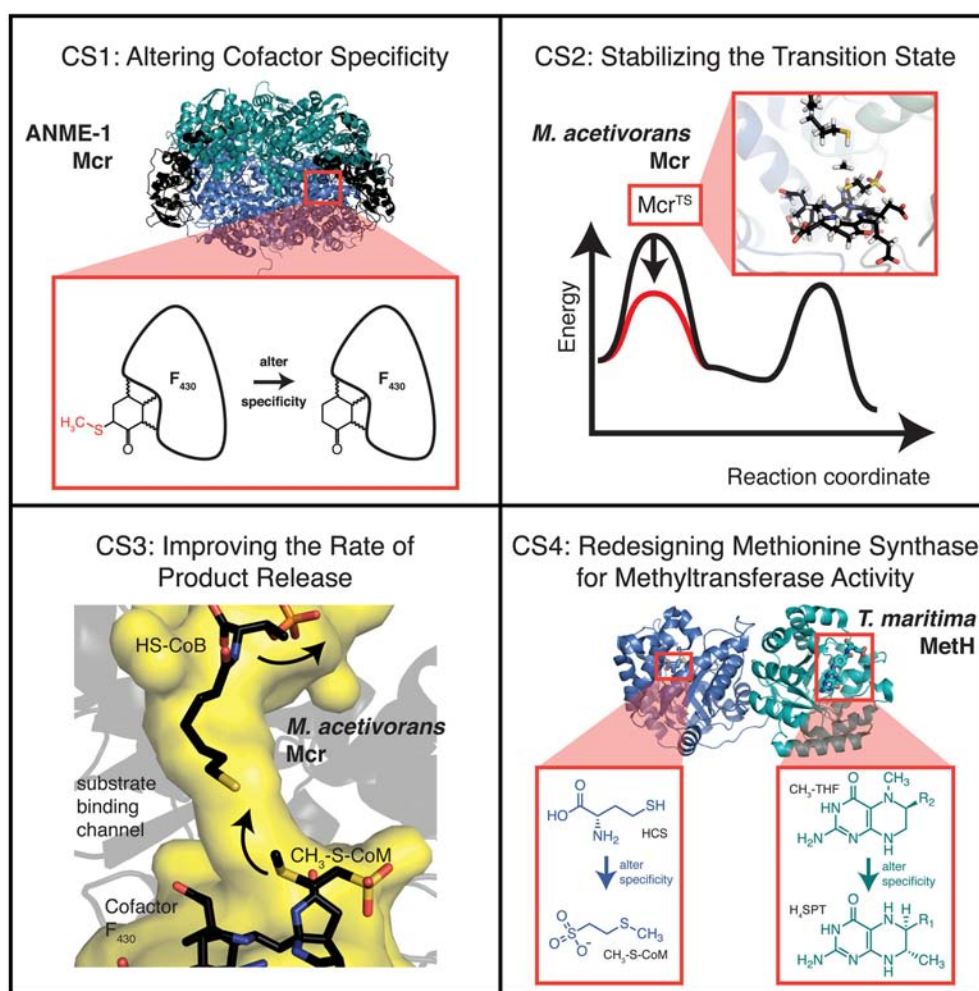 CS1: Altering Cofactor Specificity
ANME-1
Mcr
F430
alter
specificity
F430
H3C
S
O
O
CS2: Stabilizing the Transition State
M. acetivorans
Mcr
McrTS
Energy
Reaction coordinate
CS3: Improving the Rate of
Product Release
HS-CoB
M. acetivorans
Mcr
substrate
binding
channel
CH3-S-CoM
Cofactor
F430
CS4: Redesigning Methionine Synthase
for Methyltransferase Activity
T. maritima
MetH
O
HO
SH
NH2
HCS
alter
specificity
O
O
S
O-
S
CH3
CH3-S-CoM
CH3-THF
O
CH3
N
R2
HN
H2N
N
N
H
N
H
alter
specificity
H4SPT
O
H
N
H
R1
HN
H2N
N
N
H
N
H
CH3